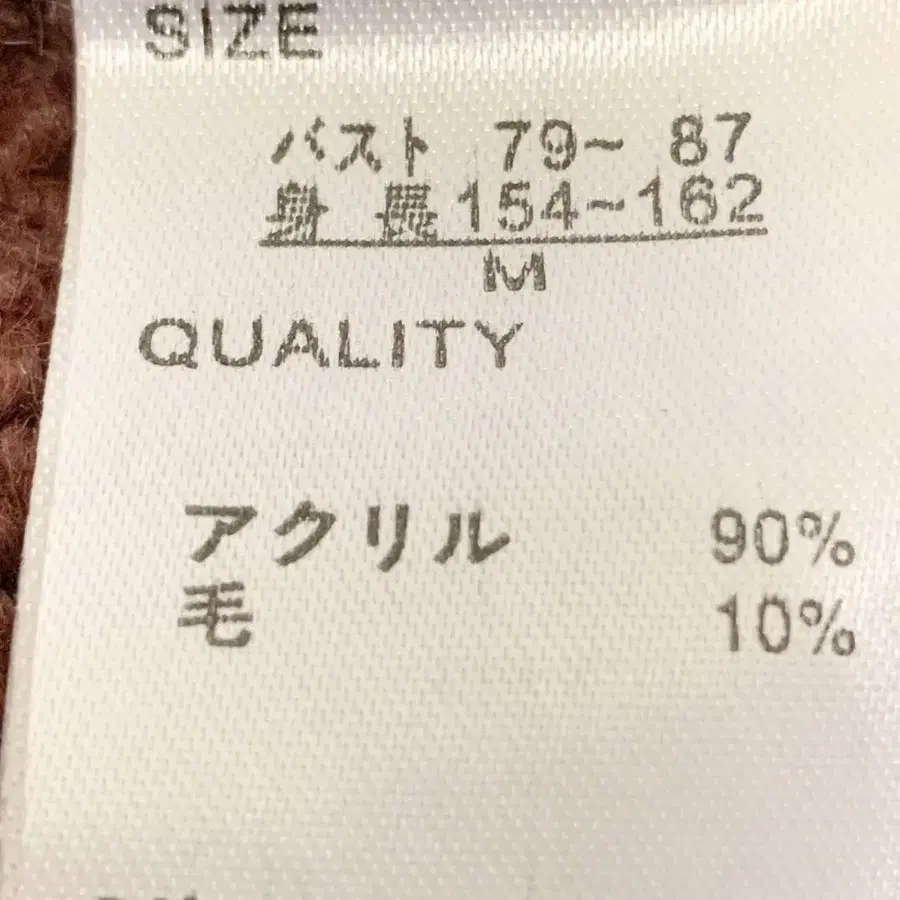 SIZE
バスト 79~ 87
身 長 154~162
M
QUALITY
アクリル 90%
毛 10%